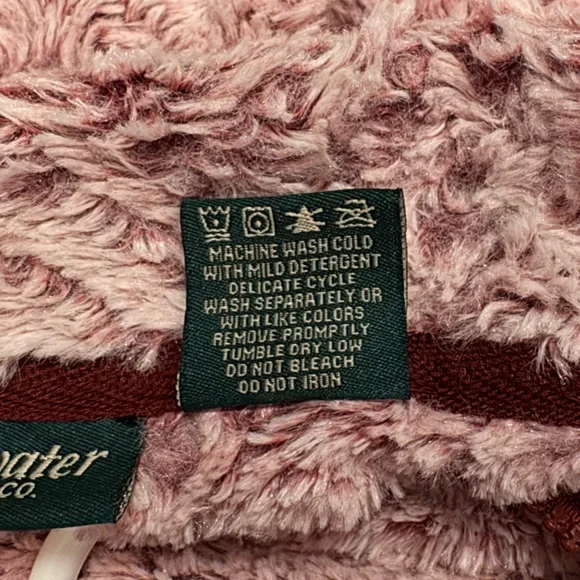 MACHINE WASH COLD
WITH MILD DETERGENT
DELICATE CYCLE
WASH SEPARATELY OR
WITH LIKE COLORS
REMOVE PROMPTLY
TUMBLE DRY LOW
DO NOT BLEACH
DO NOT IRON
water
CO.